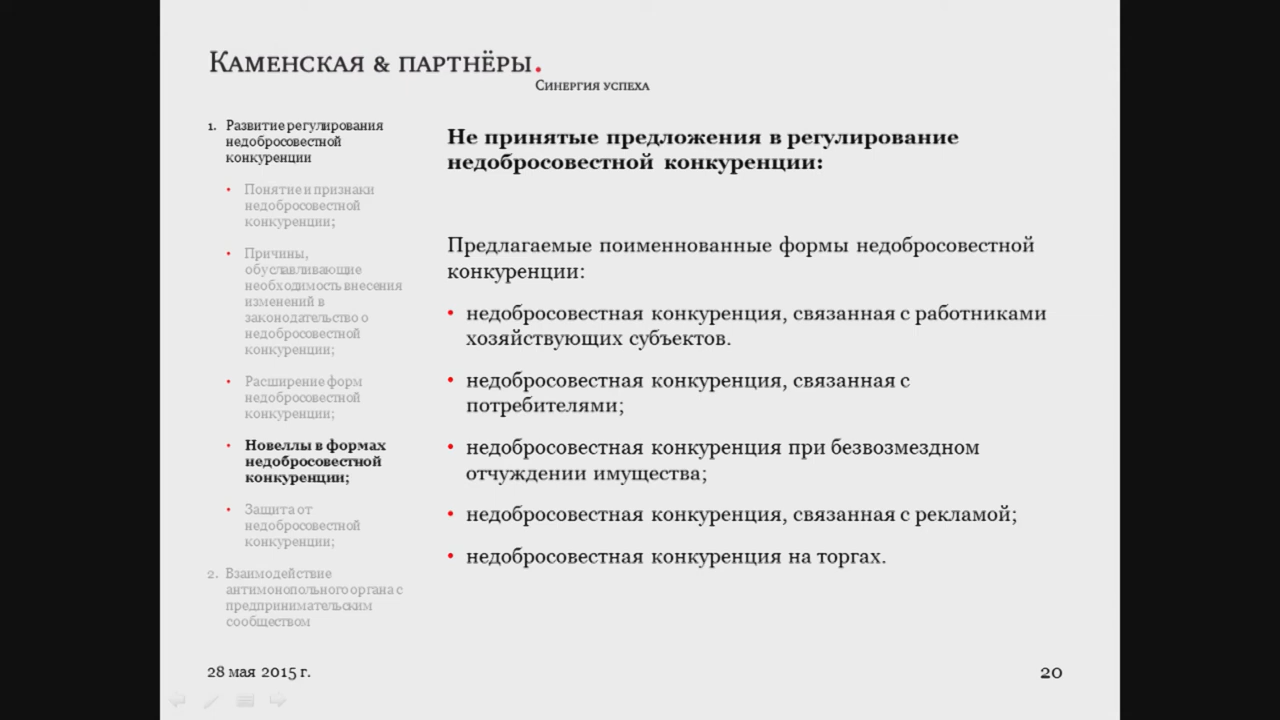 Каменская & партнёры.
Синергия успеха
1. Развитие регулирования
недобросовестной
конкуренции
• Понятие и признаки
недобросовестной
конкуренции;
• Причины,
обуславливающие
необходимость внесения
изменений в
законодательство о
недобросовестной
конкуренции;
• Расширение форм
недобросовестной
конкуренции;
• Новеллы в формах
недобросовестной
конкуренции;
• Защита от
недобросовестной
конкуренции;
2. Взаимодействие
антимонопольного органа с
предпринимательским
сообществом
Не принятые предложения в регулирование
недобросовестной конкуренции:
Предлагаемые поименнованные формы недобросовестной
конкуренции:
• недобросовестная конкуренция, связанная с работниками
хозяйствующих субъектов.
• недобросовестная конкуренция, связанная с
потребителями;
• недобросовестная конкуренция при безвозмездном
отчуждении имущества;
• недобросовестная конкуренция, связанная с рекламой;
• недобросовестная конкуренция на торгах.
28 мая 2015 г.
20